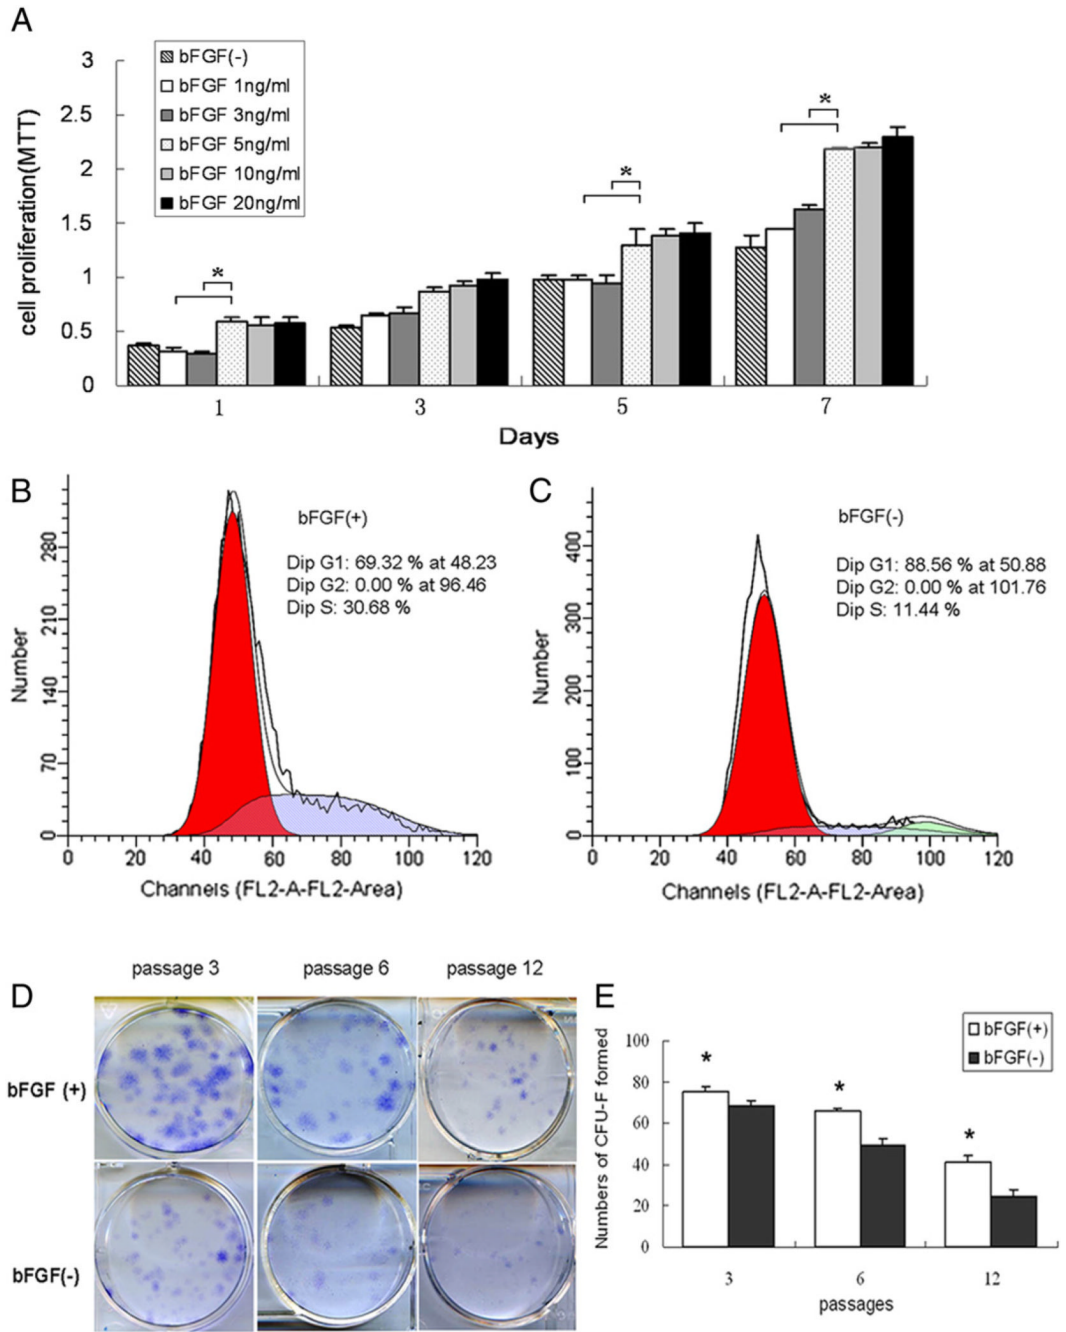 A
bFGF(-)
bFGF 1ng/ml
bFGF 3ng/ml
bFGF 5ng/ml
bFGF 10ng/ml
bFGF 20ng/ml
cell proliferation(MTT)
3
2.5
2
1.5
1
0.5
0
*
*
*
1 3 5 7
Days
B
bFGF(+)
Dip G1: 69.32 % at 48.23
Dip G2: 0.00 % at 96.46
Dip S: 30.68 %
Number
280
210
140
70
0
0 20 40 60 80 100 120
Channels (FL2-A-FL2-Area)
C
bFGF(-)
Dip G1: 88.56 % at 50.88
Dip G2: 0.00 % at 101.76
Dip S: 11.44 %
Number
400
300
200
100
0
0 20 40 60 80 100 120
Channels (FL2-A-FL2-Area)
D
passage 3 passage 6 passage 12
bFGF (+)
bFGF(-)
E
bFGF(+)
bFGF(-)
Numbers of CFU-F formed
100
80
60
40
20
0
*
*
*
3 6 12
passages